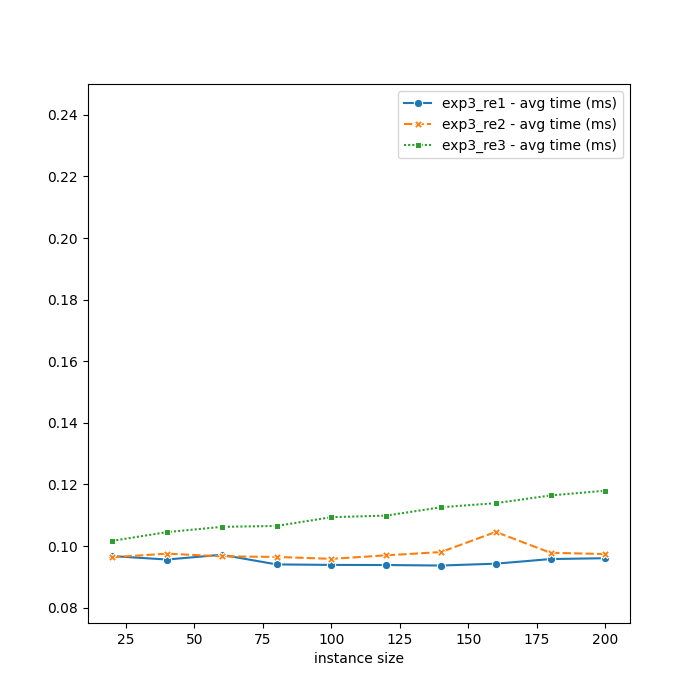 exp3_re1 - avg time (ms)
exp3_re2 - avg time (ms)
exp3_re3 - avg time (ms)
0.24
0.22
0.20
0.18
0.16
0.14
0.12
0.10
0.08
25 50 75 100 125 150 175 200
instance size